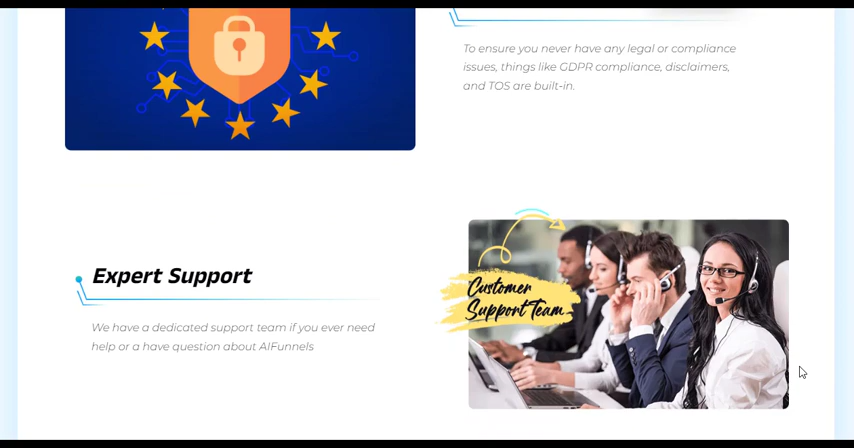 To ensure you never have any legal or compliance
issues, things like GDPR compliance, disclaimers,
and TOS are built-in.
Expert Support
We have a dedicated support team if you ever need
help or a have question about AIFunnels
Customer
Support Team